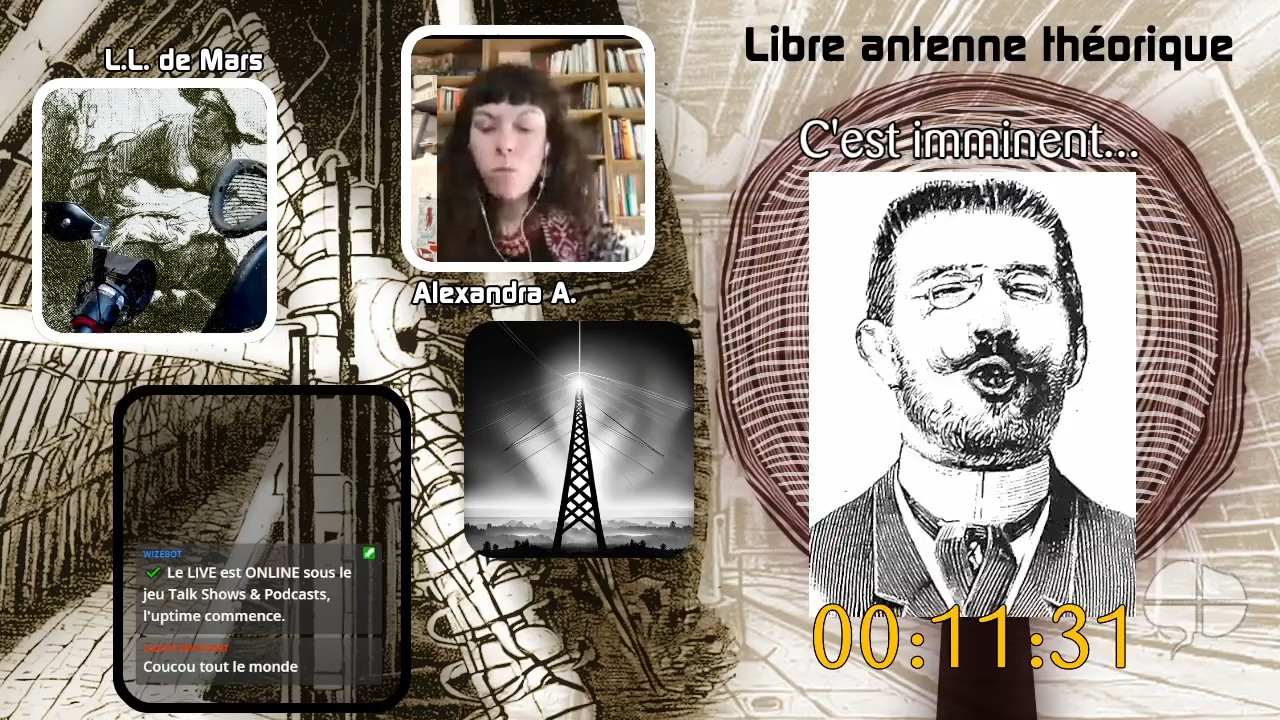 L.L. de Mars
Libre antenne théorique
C'est imminent...
Alexandra A.
WIZEBOT
Le LIVE est ONLINE sous le
jeu Talk Shows & Podcasts,
l'uptime commence.
Coucou tout le monde
00:11:31